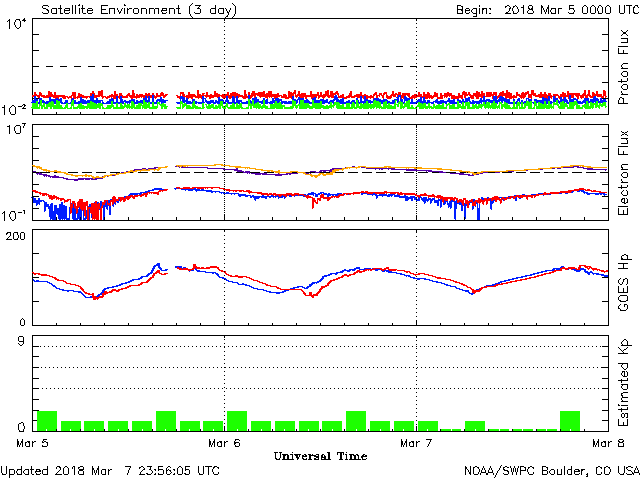 Satellite Environment (3 day)
Begin: 2018 Mar 5 0000 UTC
10⁴
10⁻²
Proton Flux
10⁷
10⁻¹
Electron Flux
200
0
GOES Hp
9
0
Estimated Kp
Mar 5 Mar 6 Mar 7 Mar 8
Universal Time
Updated 2018 Mar 7 23:56:05 UTC
NOAA/SWPC Boulder, CO USA